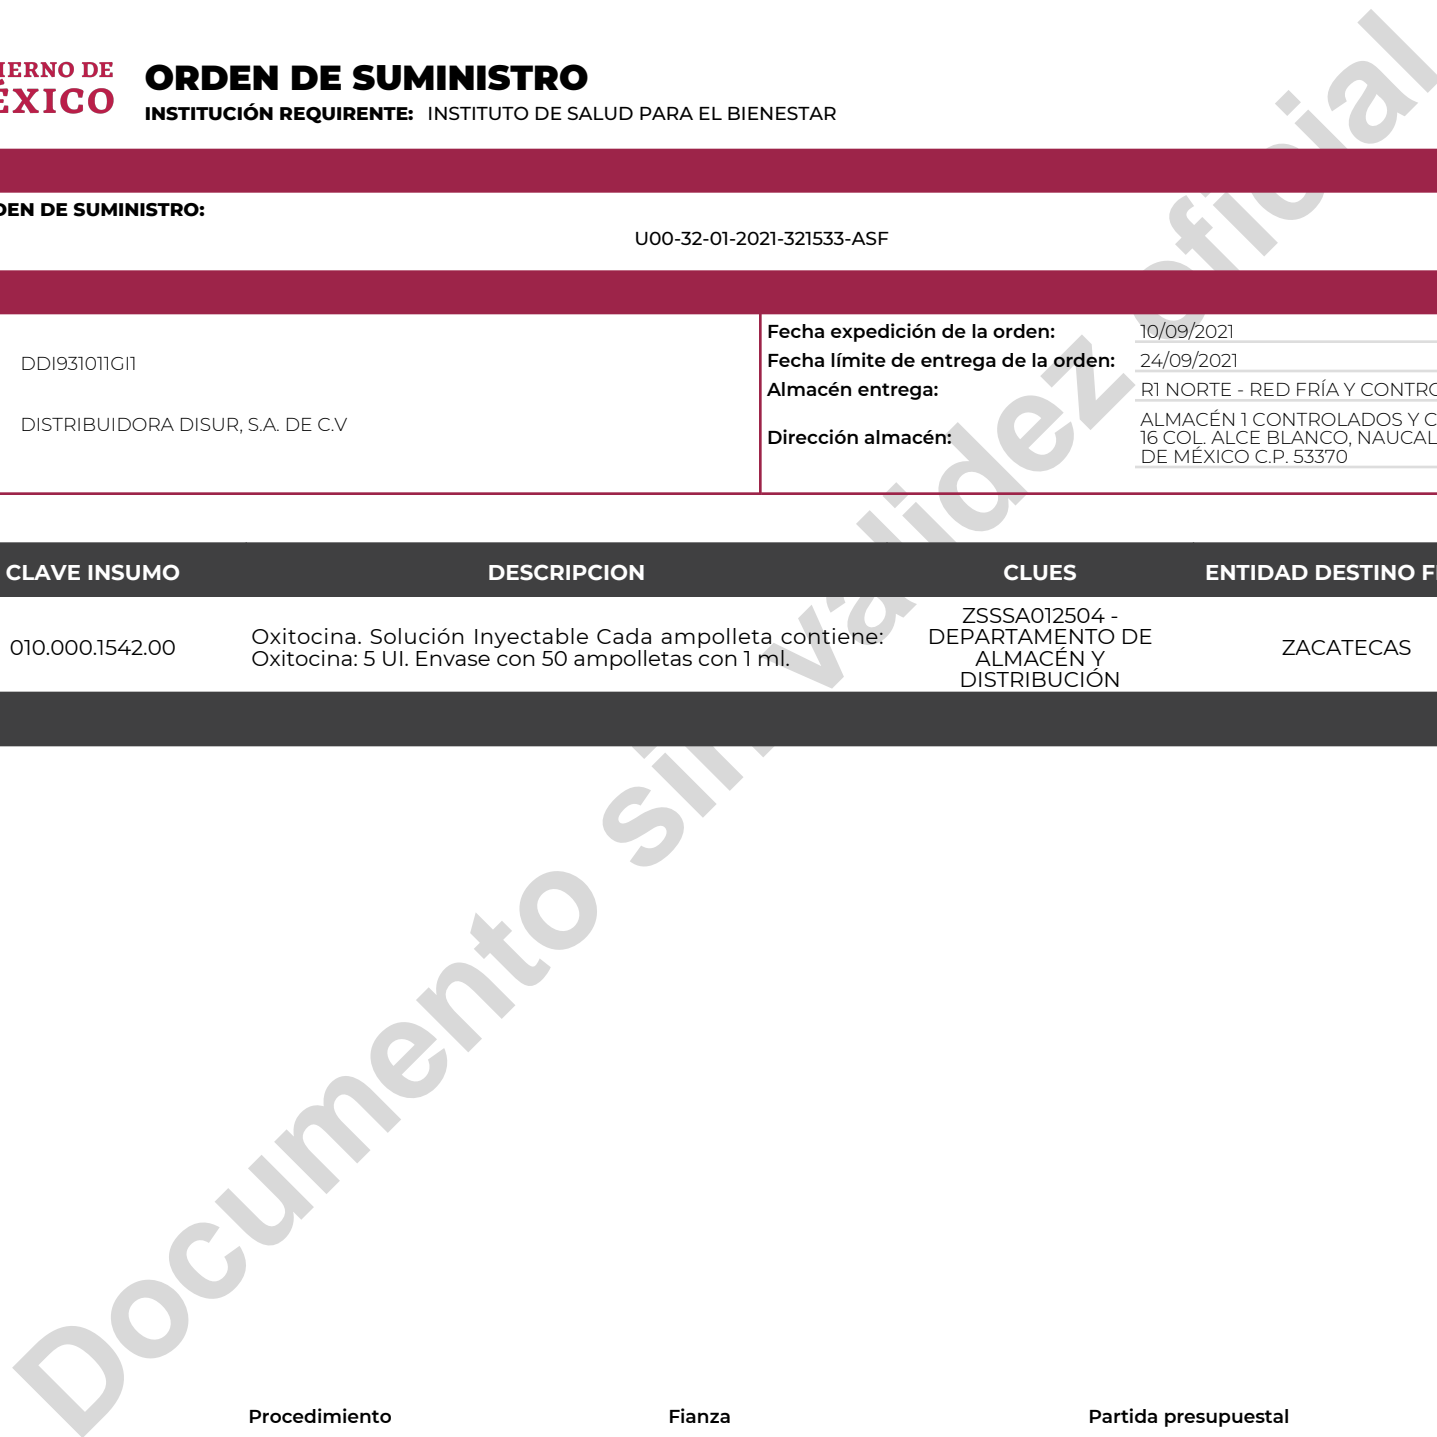 IERNO DE
ÉXICO
ORDEN DE SUMINISTRO
INSTITUCIÓN REQUIRENTE: INSTITUTO DE SALUD PARA EL BIENESTAR
DEN DE SUMINISTRO:
U00-32-01-2021-321533-ASF
DDI931011GI1
DISTRIBUIDORA DISUR, S.A. DE C.V
Fecha expedición de la orden: 10/09/2021
Fecha límite de entrega de la orden: 24/09/2021
Almacén entrega: R1 NORTE - RED FRÍA Y CONTRO
Dirección almacén:
ALMACÉN 1 CONTROLADOS Y C
16 COL. ALCE BLANCO, NAUCAL
DE MÉXICO C.P. 53370
CLAVE INSUMO DESCRIPCION CLUES ENTIDAD DESTINO FI
010.000.1542.00
Oxitocina. Solución Inyectable Cada ampolleta contiene:
Oxitocina: 5 UI. Envase con 50 ampolletas con 1 ml.
ZSSSA012504 -
DEPARTAMENTO DE
ALMACÉN Y
DISTRIBUCIÓN
ZACATECAS
Documento sin validez oficial
Procedimiento Fianza Partida presupuestal